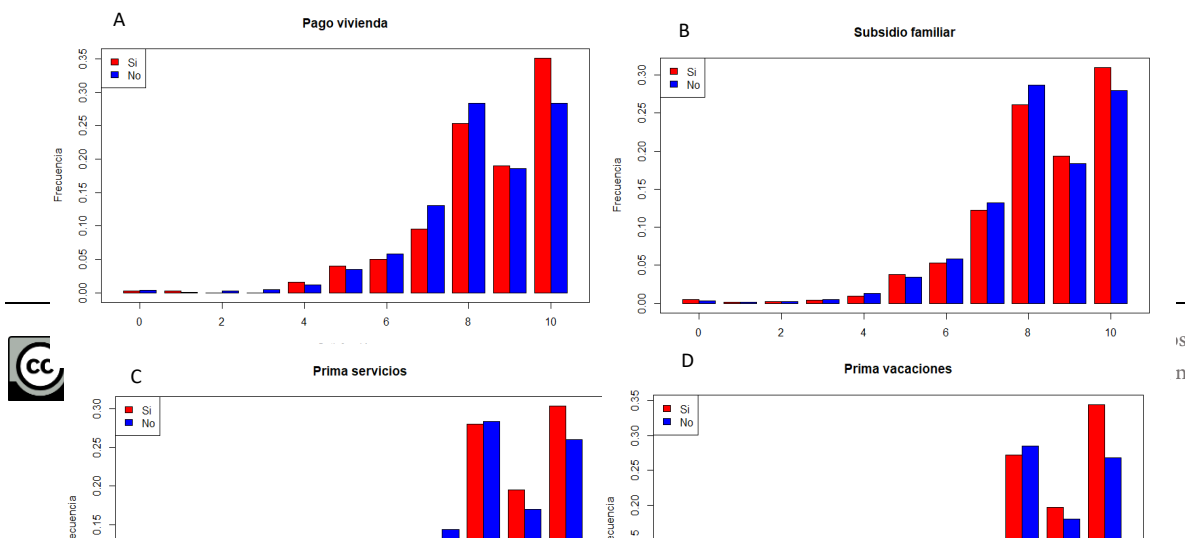 A
Pago vivienda
Si
No
Frecuencia
0.00 0.05 0.10 0.15 0.20 0.25 0.30 0.35
0 2 4 6 8 10
B
Subsidio familiar
Si
No
Frecuencia
0.00 0.05 0.10 0.15 0.20 0.25 0.30
0 2 4 6 8 10
cc
C
Prima servicios
Si
No
ecuencia
0.15 0.20 0.25 0.30
D
Prima vacaciones
Si
No
ecuencia
0.20 0.25 0.30 0.35